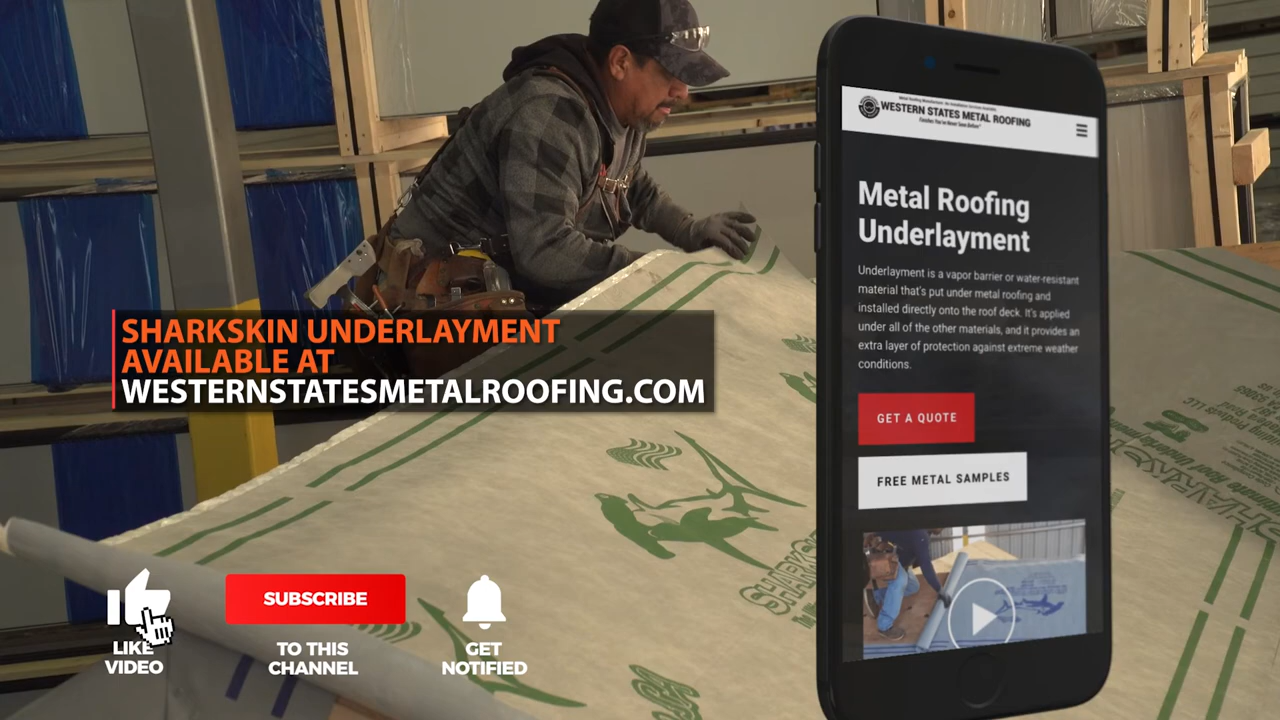 SHARKSKIN UNDERLAYMENT
AVAILABLE AT
WESTERNSTATESMETALROOFING.COM
LIKE
VIDEO
SUBSCRIBE
TO THIS
CHANNEL
GET
NOTIFIED
WESTERN STATES METAL ROOFING
Metal Roofing
Underlayment
Underlayment is a vapor barrier or water-resistant
material that's put under metal roofing and
installed directly onto the roof deck. It's applied
under all of the other materials, and it provides an
extra layer of protection against extreme weather
conditions.
GET A QUOTE
FREE METAL SAMPLES